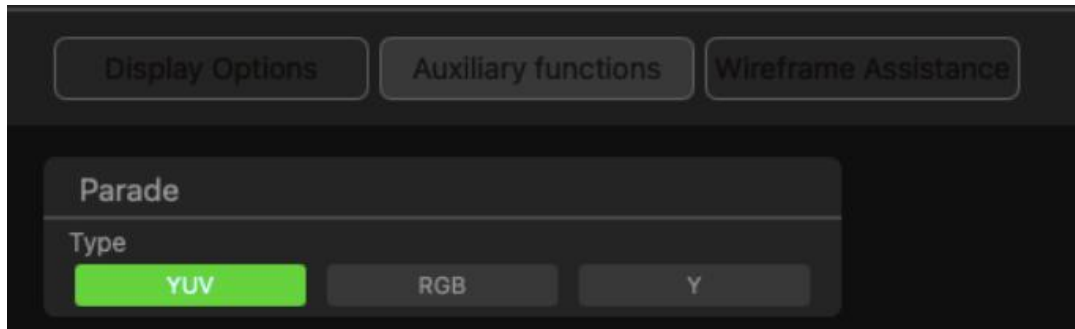 Display Options Auxiliary functions Wireframe Assistance
Parade
Type
YUV RGB Y